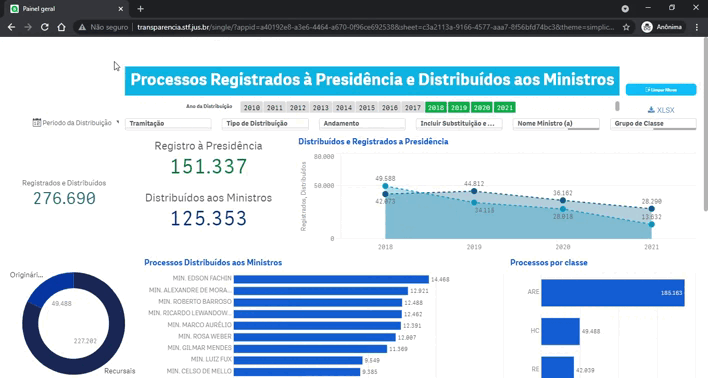 Painel geral
Não seguro
transparencia.stf.jus.br/single/?appid=a40192e8-a3e6-4464-a670-0f96ce692538&sheet=c3a2113a-9166-4577-aaa7-8f56bfd74bc3&theme=simplic...
Anônima
Processos Registrados à Presidência e Distribuídos aos Ministros
Limpar Filtros
Ano da Distribuição
2010 2011 2012 2013 2014 2015 2016 2017 2018 2019 2020 2021
XLSX
Período da Distribuição
Tramitação
Tipo de Distribuição
Andamento
Incluir Substituição e ...
Nome Ministro (a)
Grupo de Classe
Registro à Presidência
151.337
Registrados e Distribuídos
276.690
Distribuídos aos Ministros
125.353
Distribuídos e Registrados a Presidência
Registrados, Distribuídos
80.000
50.000
0
49.588
42.073
44.812
34.114
36.162
28.018
28.290
13.632
2018 2019 2020 2021
Originári...
49.488
227.202
Recursais
Processos Distribuídos aos Ministros
MIN. EDSON FACHIN 14.468
MIN. ALEXANDRE DE MORA... 12.921
MIN. ROBERTO BARROSO 12.488
MIN. RICARDO LEWANDOW... 12.462
MIN. MARCO AURÉLIO 12.391
MIN. ROSA WEBER 12.007
MIN. GILMAR MENDES 11.369
MIN. LUIZ FUX 9.549
MIN. CELSO DE MELLO 9.385
Processos por classe
ARE 185.163
HC 49.488
RE 42.039